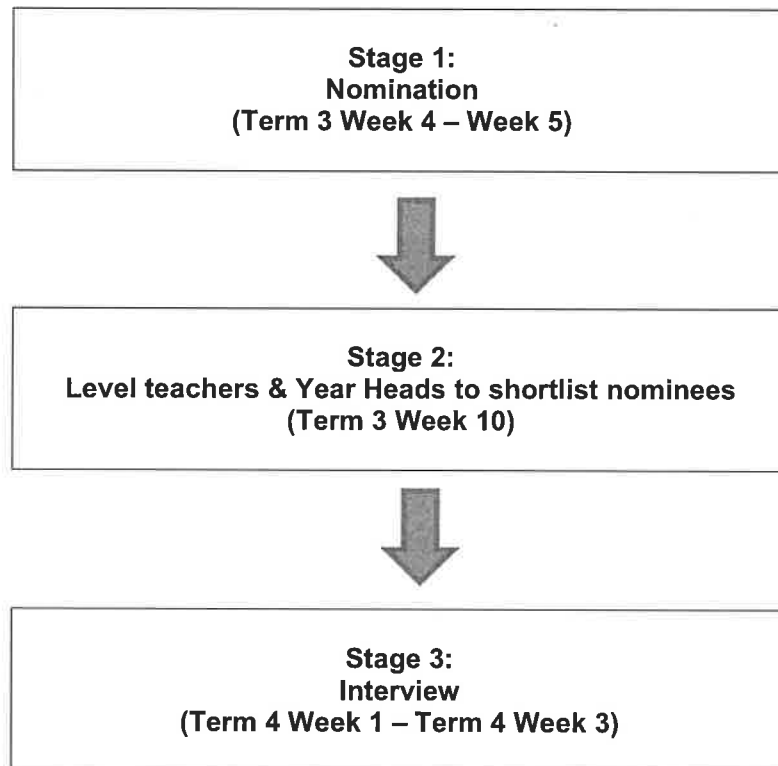 Stage 1:
Nomination
(Term 3 Week 4 – Week 5)
Stage 2:
Level teachers & Year Heads to shortlist nominees
(Term 3 Week 10)
Stage 3:
Interview
(Term 4 Week 1 – Term 4 Week 3)